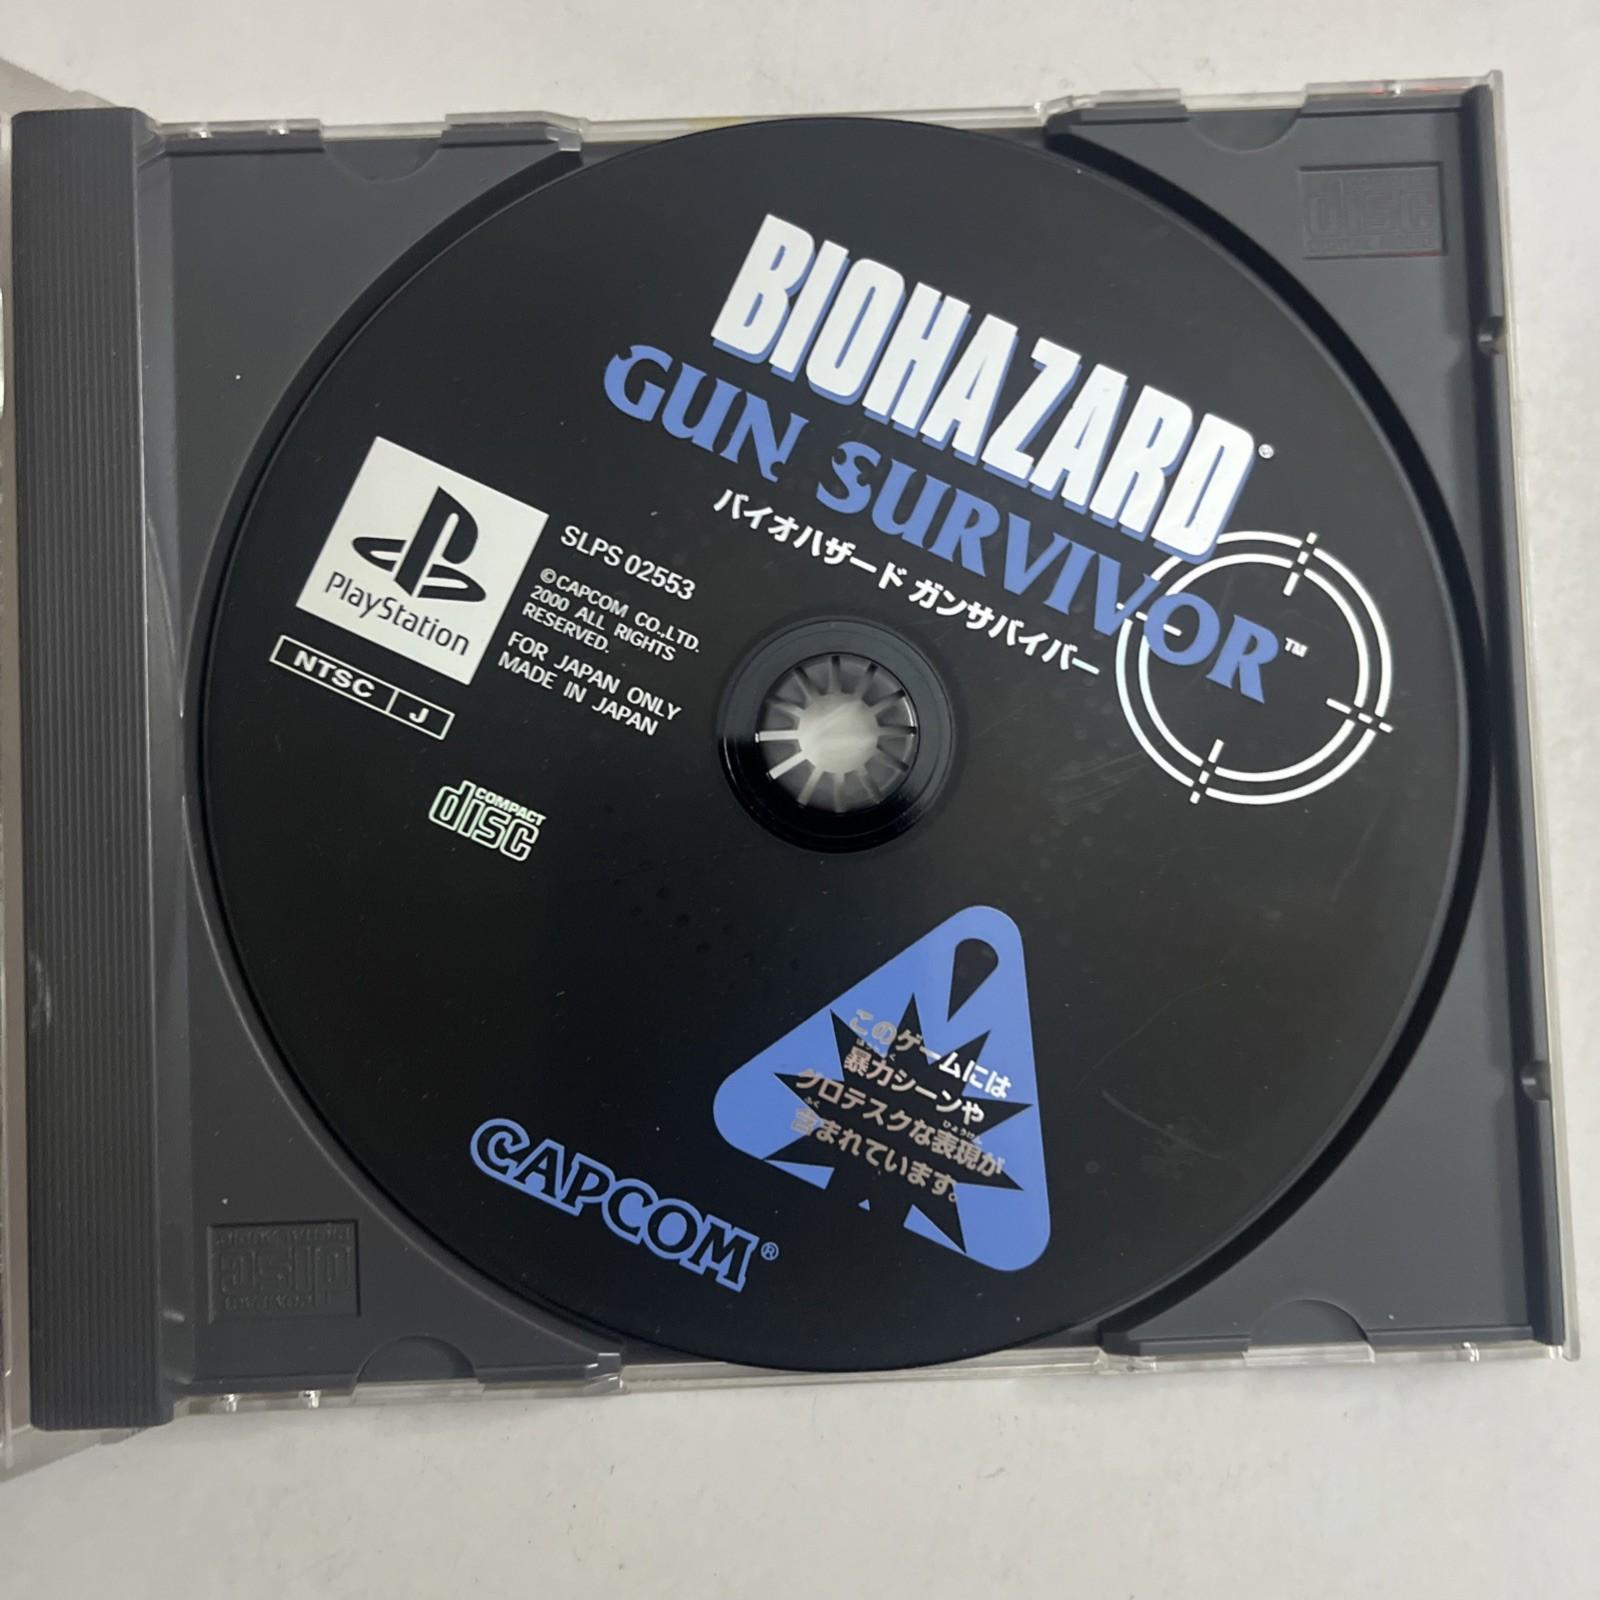 BIOHAZARD®
GUN SURVIVOR™
バイオハザード ガンサバイバー
PlayStation
NTSC J
SLPS 02553
©CAPCOM CO.,LTD.
2000 ALL RIGHTS
RESERVED.
FOR JAPAN ONLY
MADE IN JAPAN
COMPACT
disc
このゲームには
暴力シーンや
グロテスクな表現が
含まれています。
CAPCOM®
disc
disc